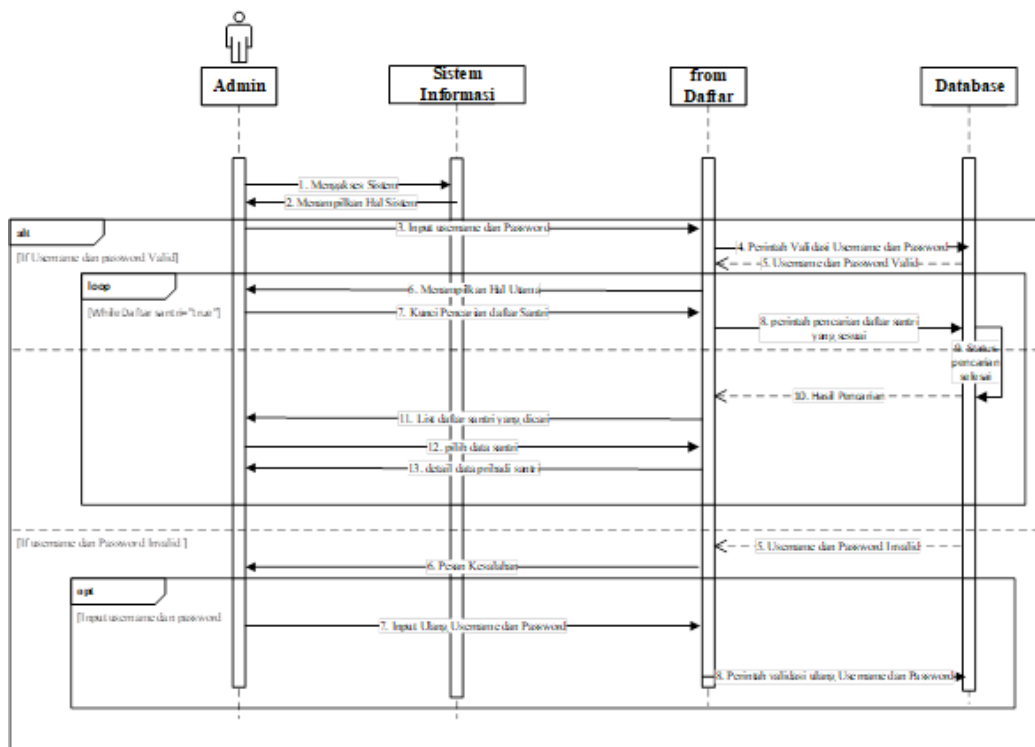 Admin
Sistem
Informasi
from
Daftar
Database
1. Mengakses Sistem
2. Menampilkan Hal Sistem
alt
3. Input username dan Password
[If Username dan password Valid]
4. Perintah Validasi Username dan Password
5. Username dan Password Valid
loop
6. Menampilkan Hal Utama
[While Daftar santri="true"]
7. Kunci Pencarian daftar Santri
8. perintah pencarian daftar santri
yang sesuai
9. Status
pencarian
selesai
10. Hasil Pencarian
11. List daftar santri yang dicari
12. pilih data santri
13. detail data pribadi santri
[If username dan Password Invalid ]
5. Username dan Password Invalid
6. Pesan Kesalahan
opt
[Input username dan password
7. Input Ulang Username dan Password
8. Perintah validasi ulang Username dan Password